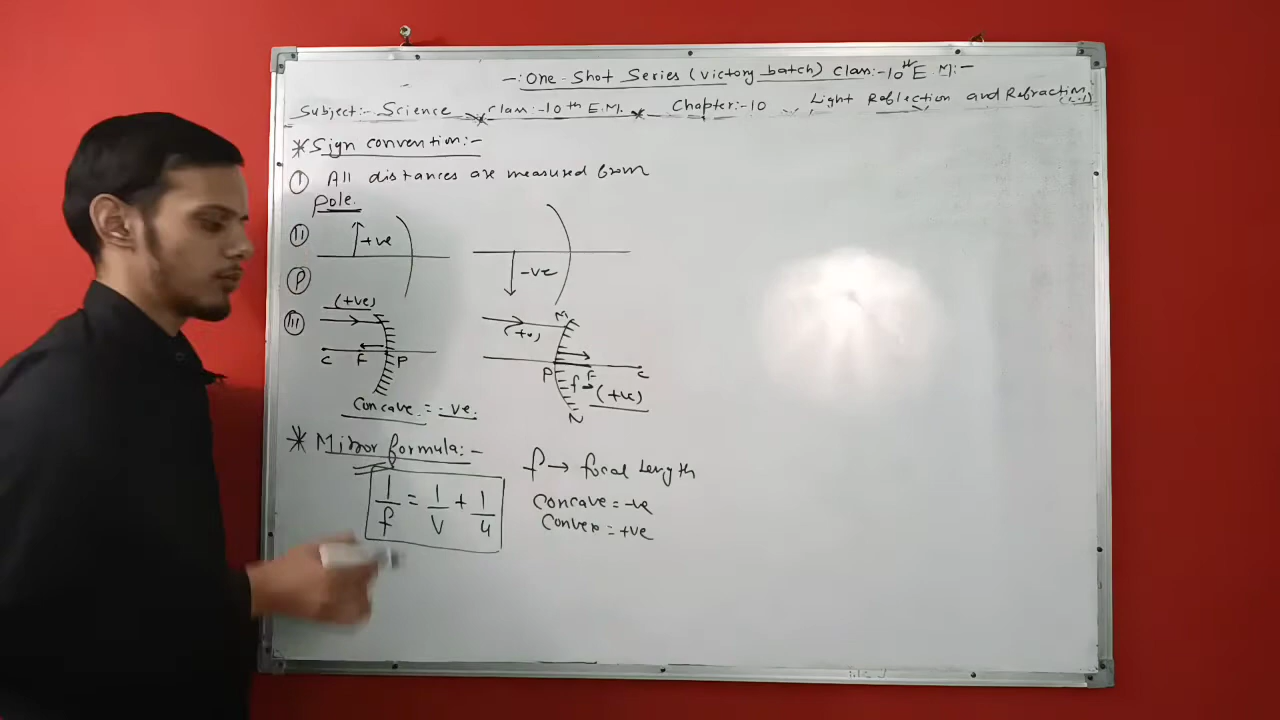 -: One-Shot Series (victory batch) Class:-10th E.M:-
Subject:- Science * Class:-10th E.M. * Chapter:-10 Light Reflection and Refraction
* Sign convention:-
I All distances are measured from
Pole.
II +ve -ve
P
III (+ve) C F P
M (+ve) P F C f→(+ve) N
Concave = -ve.
* Mirror formula:-
1/f = 1/v + 1/u
f → focal Length
Concave = -ve
Convex = +ve